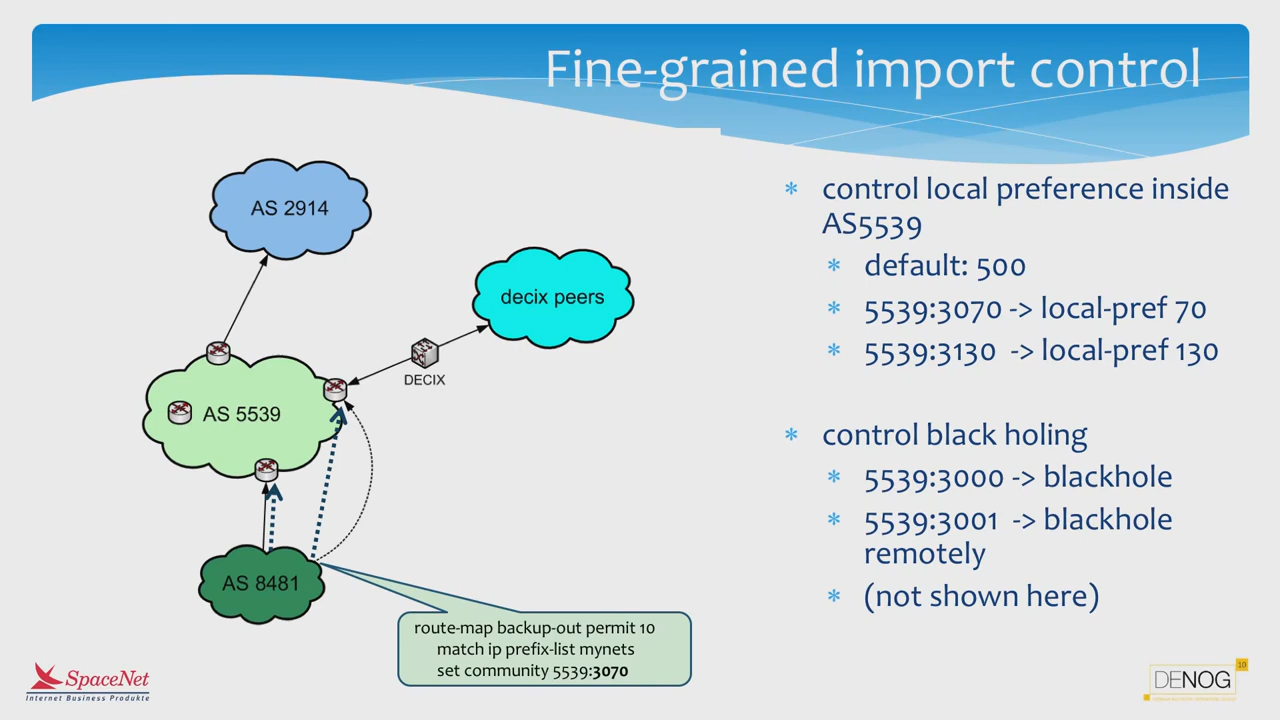 Fine-grained import control
AS 2914
decix peers
DECIX
AS 5539
AS 8481
route-map backup-out permit 10
match ip prefix-list mynets
set community 5539:3070
* control local preference inside
AS5539
* default: 500
* 5539:3070 -> local-pref 70
* 5539:3130 -> local-pref 130
* control black holing
* 5539:3000 -> blackhole
* 5539:3001 -> blackhole
remotely
* (not shown here)
SpaceNet
Internet Business Produkte
DENOG
10